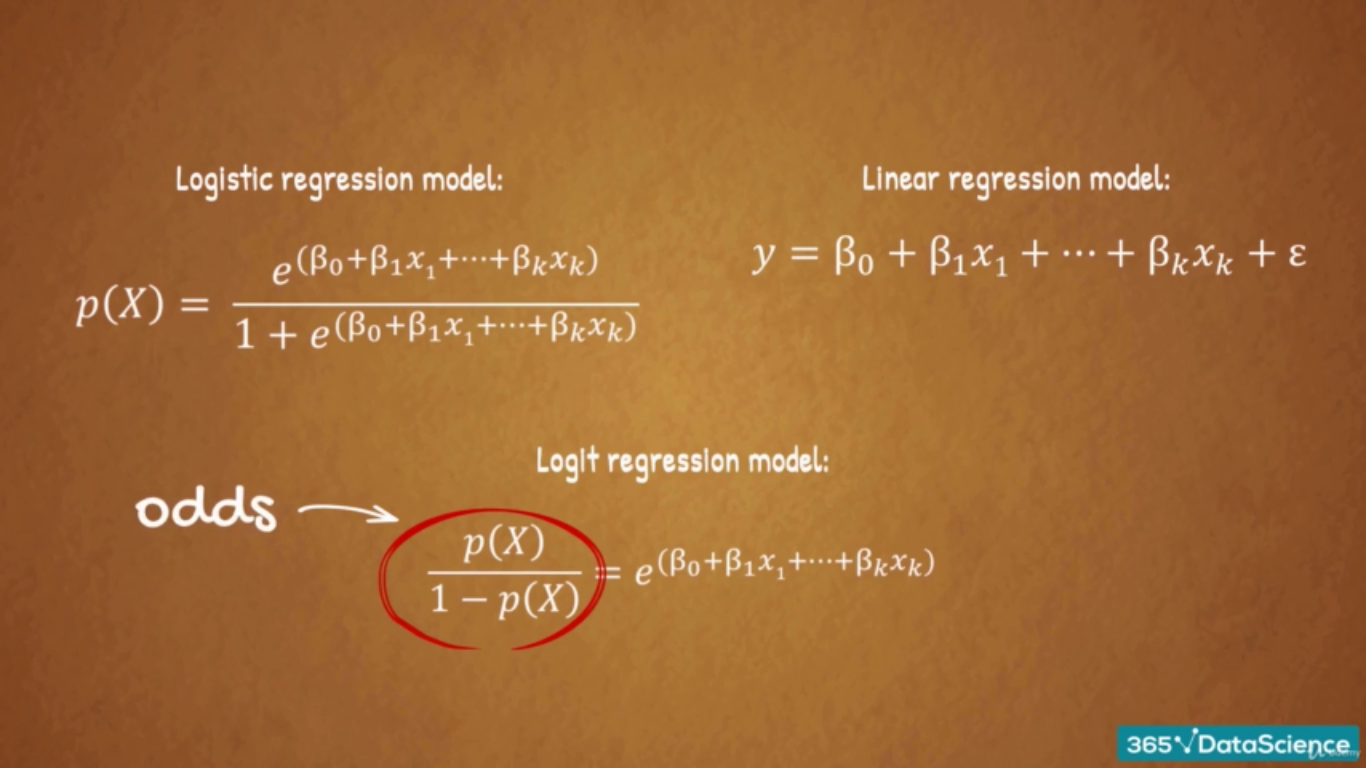 Logistic regression model:
p(X) = e^(β₀+β₁x₁+⋯+βₖxₖ) / 1 + e^(β₀+β₁x₁+⋯+βₖxₖ)
Linear regression model:
y = β₀ + β₁x₁ + ⋯ + βₖxₖ + ε
Logit regression model:
odds
p(X) / 1 − p(X) = e^(β₀+β₁x₁+⋯+βₖxₖ)
365 DataScience